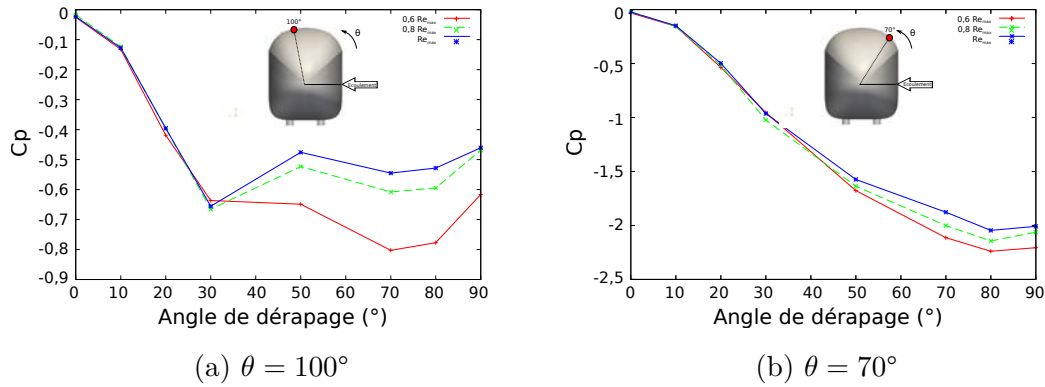 0
-0,1
-0,2
-0,3
-0,4
-0,5
-0,6
-0,7
-0,8
-0,9
Cp
0 10 20 30 40 50 60 70 80 90
Angle de dérapage (°)
0,6 Re_max
0,8 Re_max
Re_max
100°
θ
Ecoulement
(a) θ = 100°
0
-0,5
-1
-1,5
-2
-2,5
Cp
0 10 20 30 40 50 60 70 80 90
Angle de dérapage (°)
0,6 Re_max
0,8 Re_max
Re_max
70°
θ
Ecoulement
(b) θ = 70°